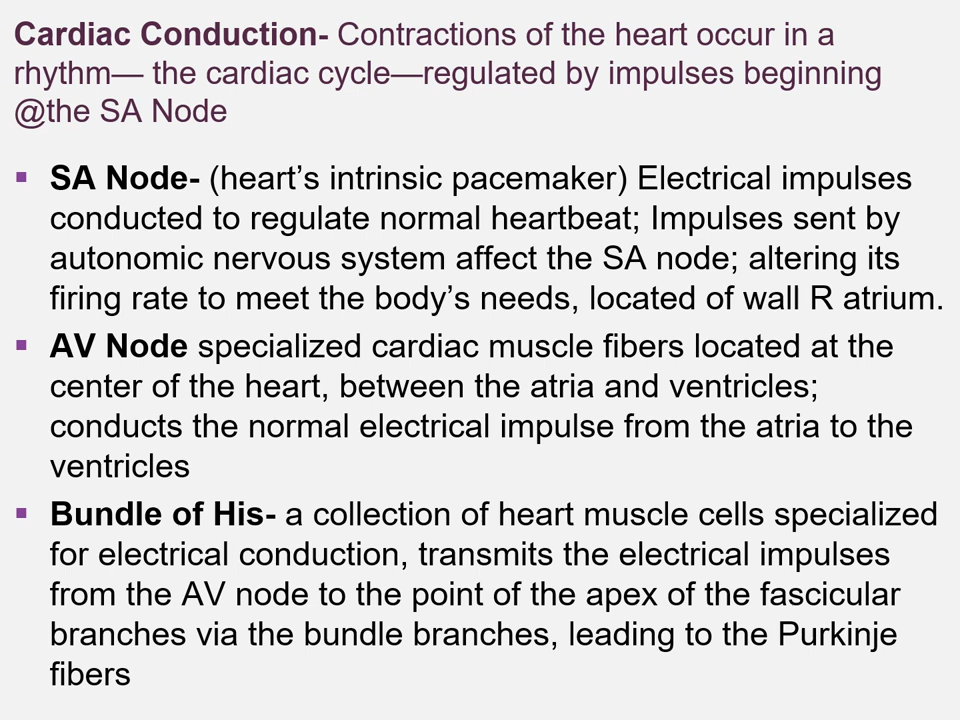 Cardiac Conduction- Contractions of the heart occur in a
rhythm— the cardiac cycle—regulated by impulses beginning
@the SA Node
▪ SA Node- (heart’s intrinsic pacemaker) Electrical impulses
conducted to regulate normal heartbeat; Impulses sent by
autonomic nervous system affect the SA node; altering its
firing rate to meet the body’s needs, located of wall R atrium.
▪ AV Node specialized cardiac muscle fibers located at the
center of the heart, between the atria and ventricles;
conducts the normal electrical impulse from the atria to the
ventricles
▪ Bundle of His- a collection of heart muscle cells specialized
for electrical conduction, transmits the electrical impulses
from the AV node to the point of the apex of the fascicular
branches via the bundle branches, leading to the Purkinje
fibers